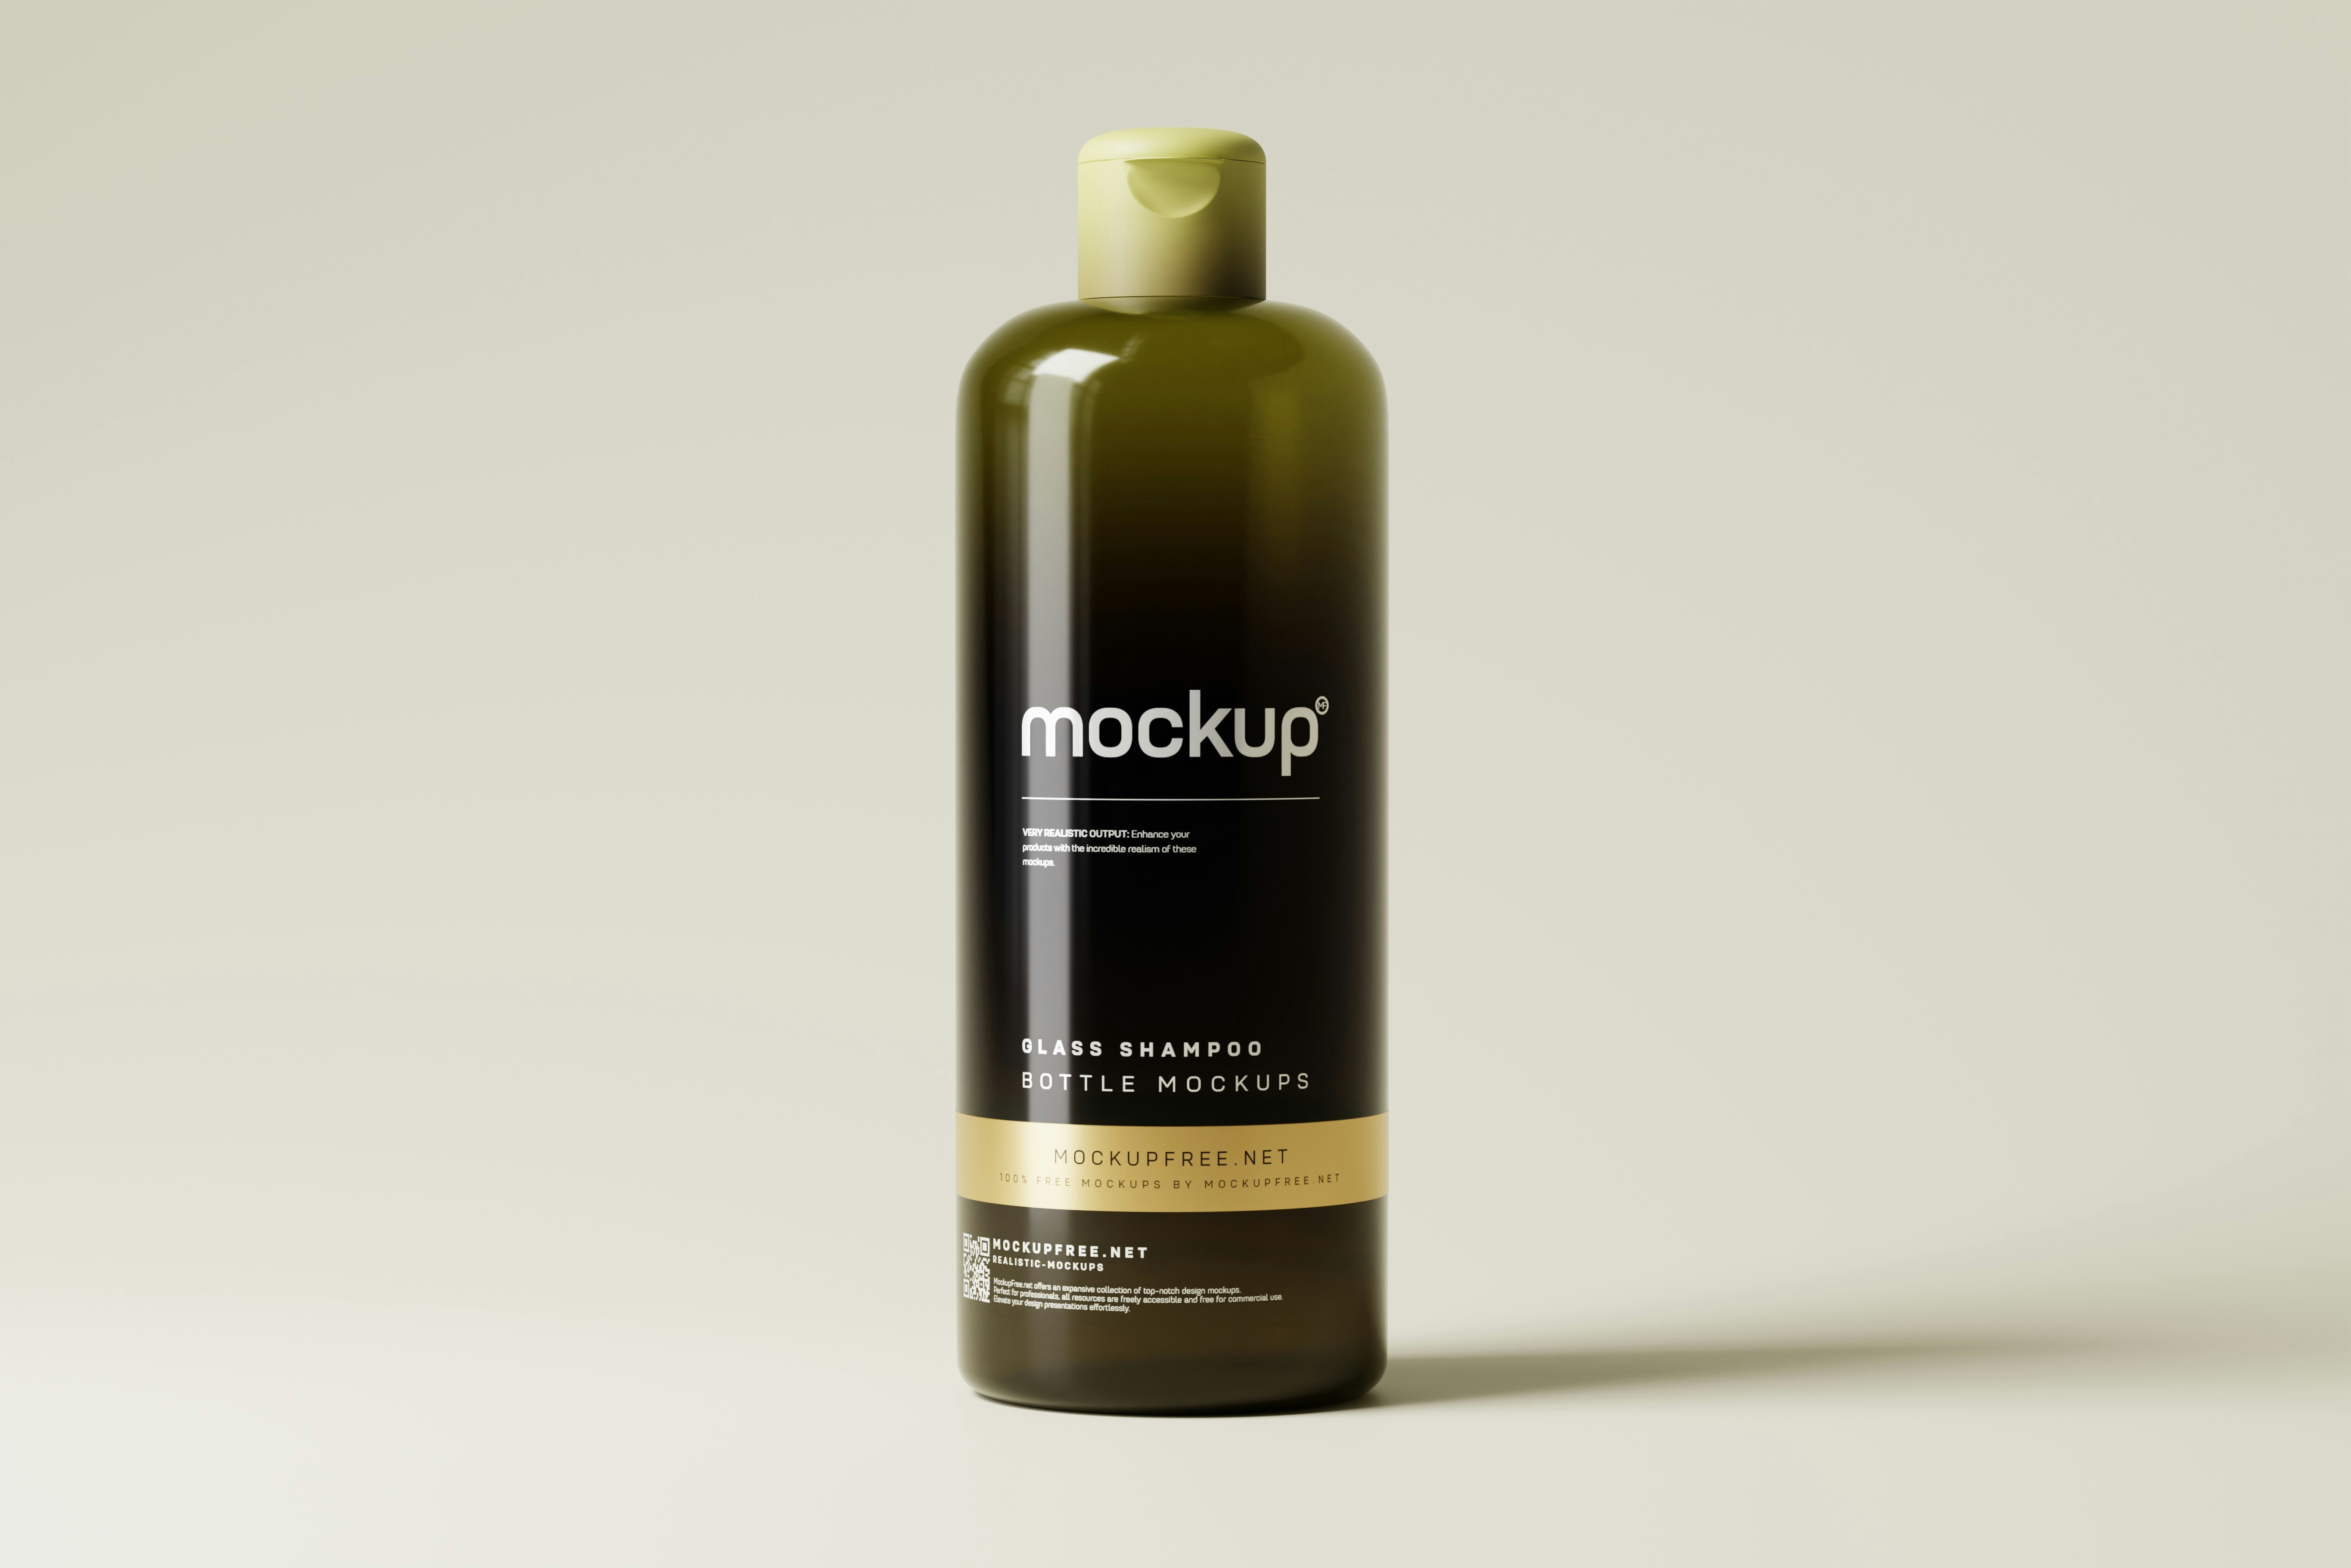 mockup MF
VERY REALISTIC OUTPUT: Enhance your
products with the incredible realism of these
mockups.
GLASS SHAMPOO
BOTTLE MOCKUPS
MOCKUPFREE.NET
100% FREE MOCKUPS BY MOCKUPFREE.NET
MOCKUPFREE.NET
REALISTIC-MOCKUPS
MockupFree.net offers an expansive collection of top-notch design mockups.
Perfect for professionals, all resources are freely accessible and free for commercial use.
Elevate your design presentations effortlessly.